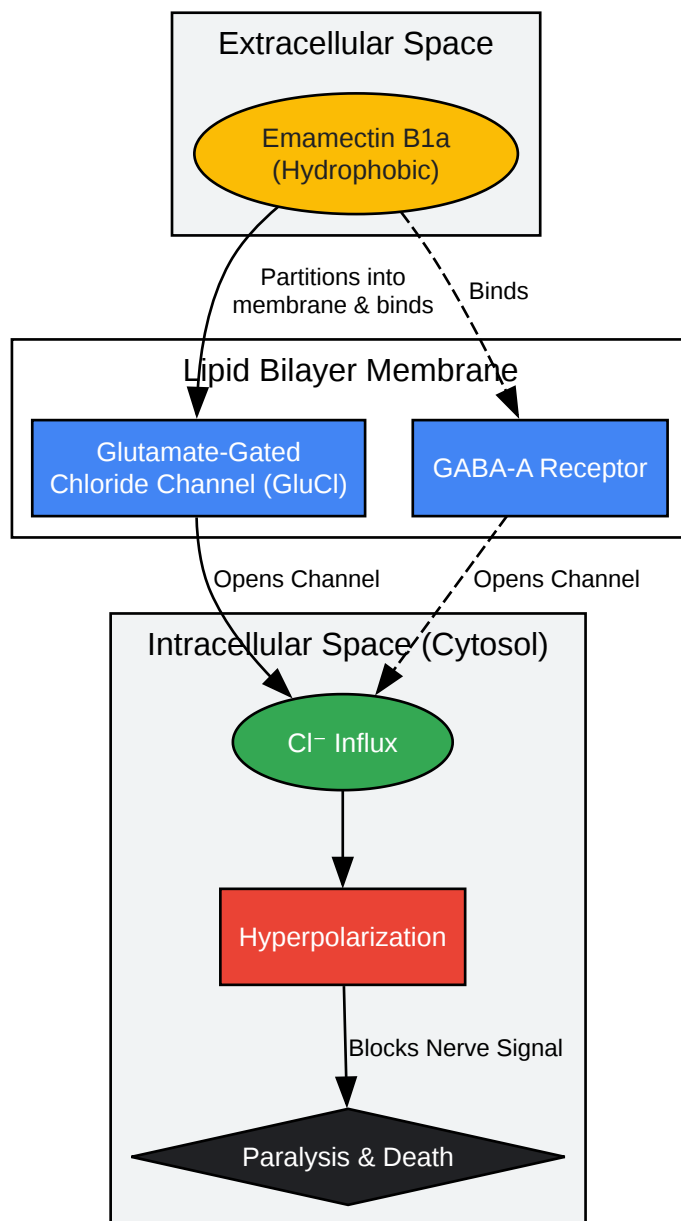 Extracellular Space
Emamectin B1a
(Hydrophobic)
Partitions into
membrane & binds
Binds
Lipid Bilayer Membrane
Glutamate-Gated
Chloride Channel (GluCl)
GABA-A Receptor
Opens Channel
Opens Channel
Intracellular Space (Cytosol)
Cl⁻ Influx
Hyperpolarization
Blocks Nerve Signal
Paralysis & Death